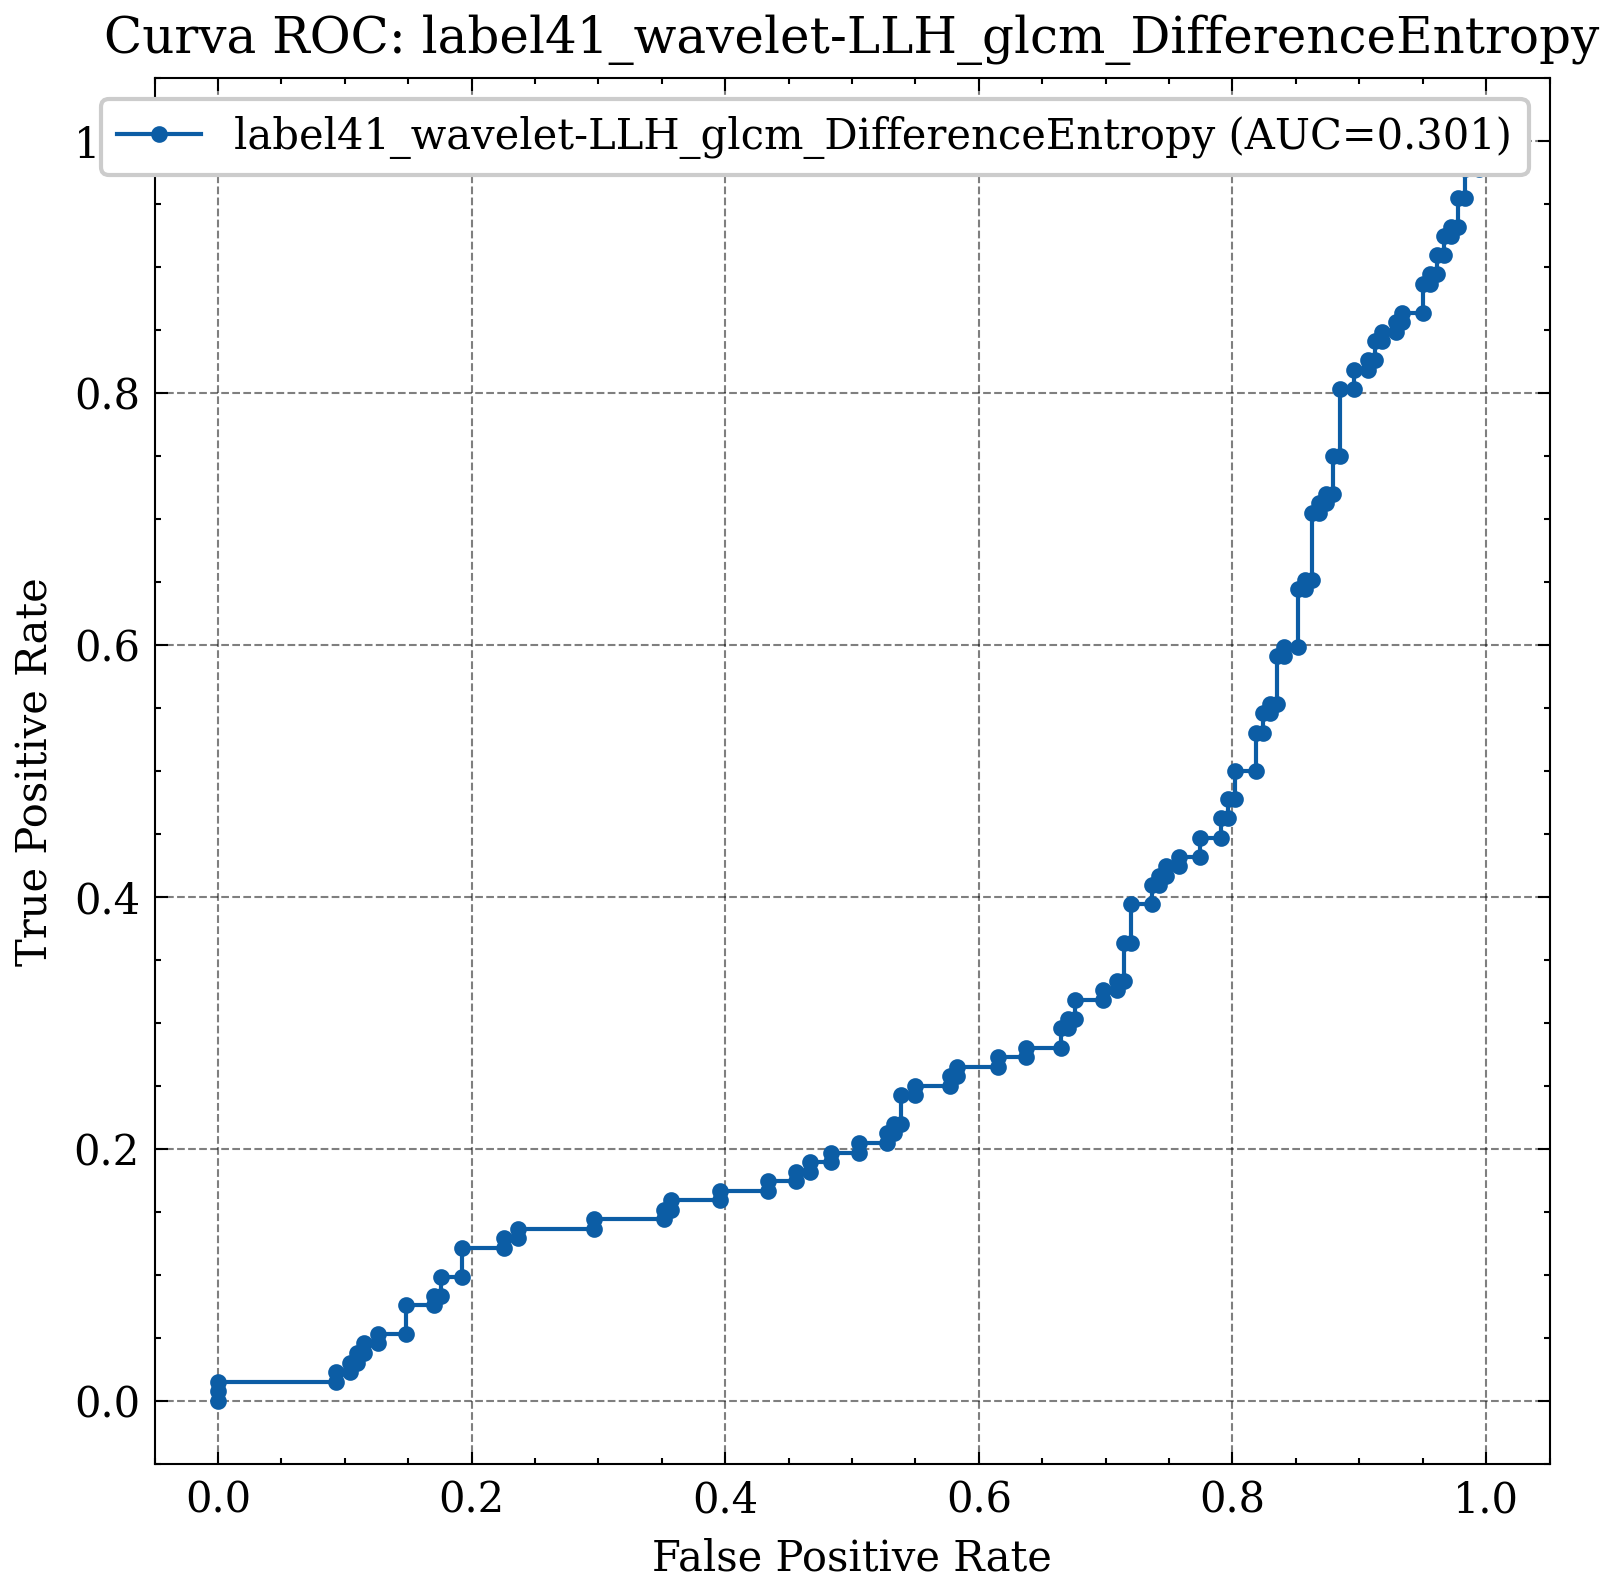 Curva ROC: label41_wavelet-LLH_glcm_DifferenceEntropy
label41_wavelet-LLH_glcm_DifferenceEntropy (AUC=0.301)
1
0.8
0.6
0.4
0.2
0.0
True Positive Rate
0.0 0.2 0.4 0.6 0.8 1.0
False Positive Rate